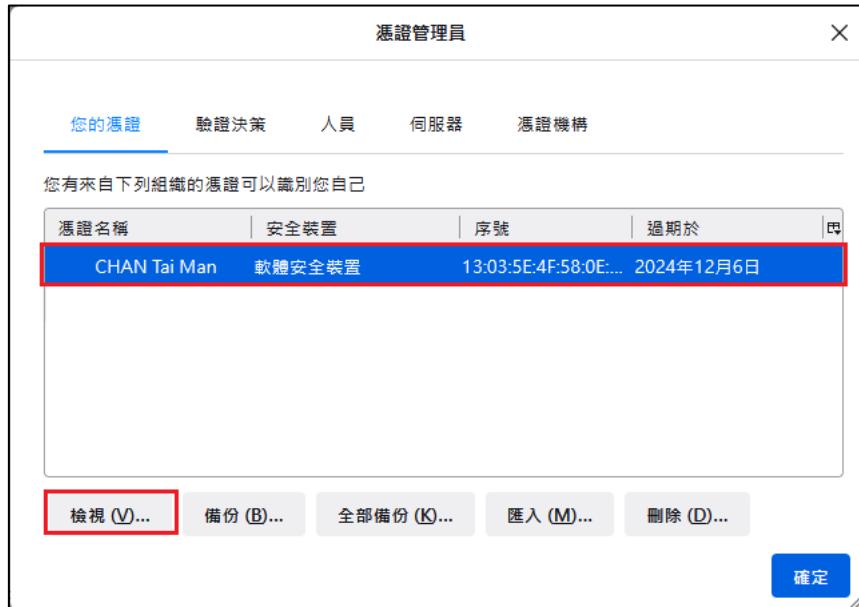 憑證管理員
您的憑證 驗證決策 人員 伺服器 憑證機構
您有來自下列組織的憑證可以識別您自己
憑證名稱 安全裝置 序號 過期於
CHAN Tai Man 軟體安全裝置 13:03:5E:4F:58:0E:... 2024年12月6日
檢視 (V)... 備份 (B)... 全部備份 (K)... 匯入 (M)... 刪除 (D)...
確定